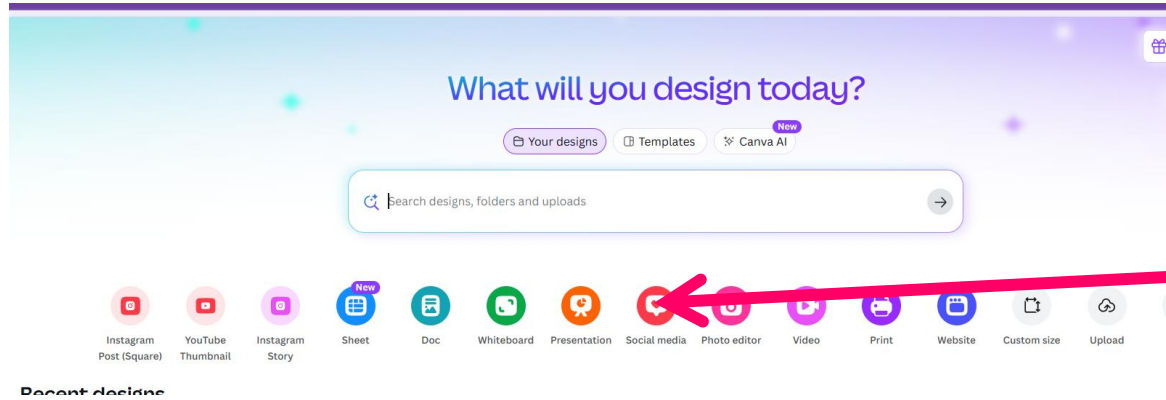 What will you design today?
New
Your designs
Templates
Canva AI
Search designs, folders and uploads
New
Instagram
Post (Square)
YouTube
Thumbnail
Instagram
Story
Sheet
Doc
Whiteboard
Presentation
Social media
Photo editor
Video
Print
Website
Custom size
Upload
Recent designs